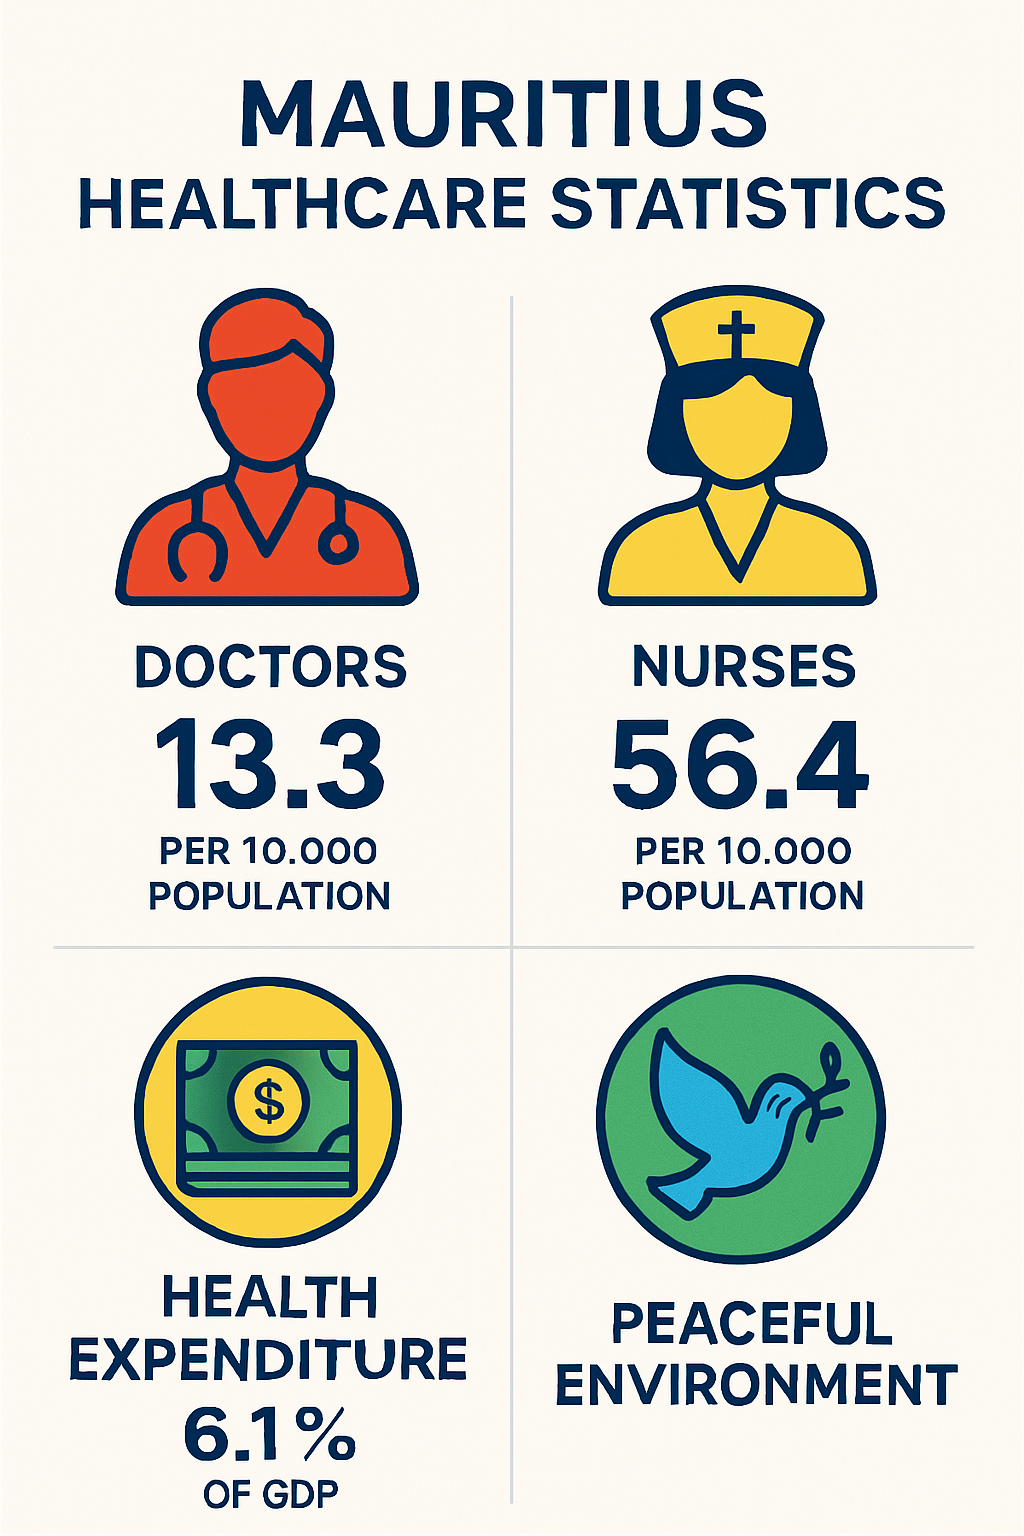 MAURITIUS
HEALTHCARE STATISTICS
DOCTORS
13.3
PER 10.000
POPULATION
NURSES
56.4
PER 10.000
POPULATION
$
HEALTH
EXPENDITURE
6.1%
OF GDP
PEACEFUL
ENVIRONMENT